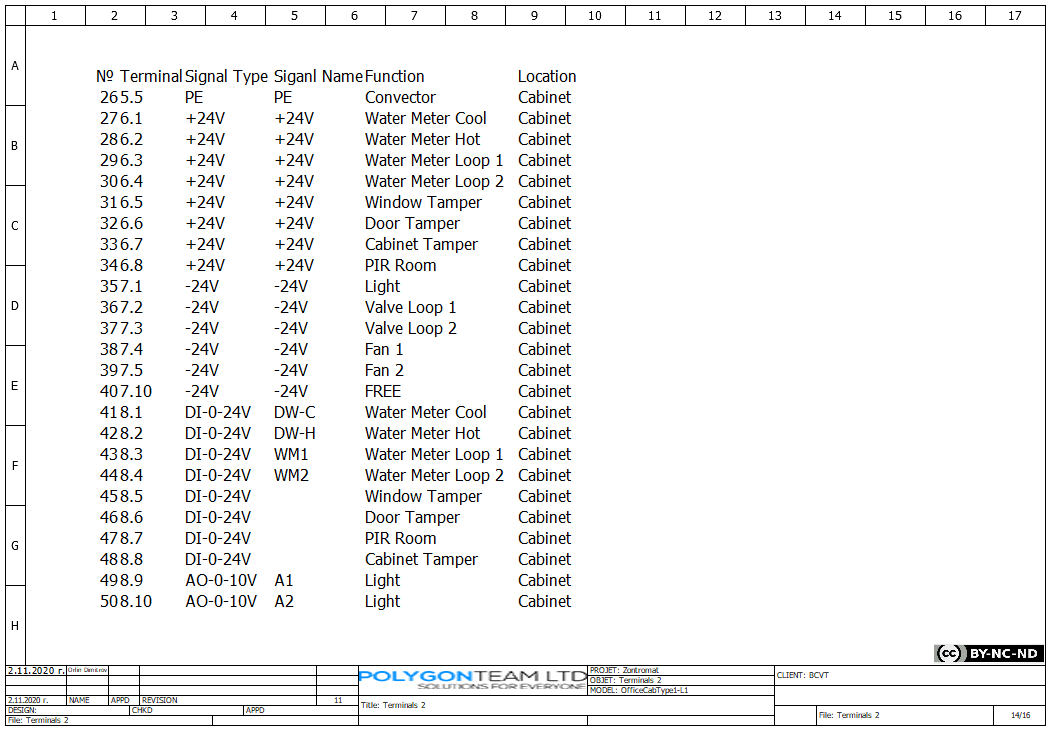 1 2 3 4 5 6 7 8 9 10 11 12 13 14 15 16 17
A
B
C
D
E
F
G
H
№ Terminal Signal Type Siganl Name Function Location
26 5.5 PE PE Convector Cabinet
27 6.1 +24V +24V Water Meter Cool Cabinet
28 6.2 +24V +24V Water Meter Hot Cabinet
29 6.3 +24V +24V Water Meter Loop 1 Cabinet
30 6.4 +24V +24V Water Meter Loop 2 Cabinet
31 6.5 +24V +24V Window Tamper Cabinet
32 6.6 +24V +24V Door Tamper Cabinet
33 6.7 +24V +24V Cabinet Tamper Cabinet
34 6.8 +24V +24V PIR Room Cabinet
35 7.1 -24V -24V Light Cabinet
36 7.2 -24V -24V Valve Loop 1 Cabinet
37 7.3 -24V -24V Valve Loop 2 Cabinet
38 7.4 -24V -24V Fan 1 Cabinet
39 7.5 -24V -24V Fan 2 Cabinet
40 7.10 -24V -24V FREE Cabinet
41 8.1 DI-0-24V DW-C Water Meter Cool Cabinet
42 8.2 DI-0-24V DW-H Water Meter Hot Cabinet
43 8.3 DI-0-24V WM1 Water Meter Loop 1 Cabinet
44 8.4 DI-0-24V WM2 Water Meter Loop 2 Cabinet
45 8.5 DI-0-24V Window Tamper Cabinet
46 8.6 DI-0-24V Door Tamper Cabinet
47 8.7 DI-0-24V PIR Room Cabinet
48 8.8 DI-0-24V Cabinet Tamper Cabinet
49 8.9 AO-0-10V A1 Light Cabinet
50 8.10 AO-0-10V A2 Light Cabinet
cc BY-NC-ND
2.11.2020 г. Orlin Dimitrov
2.11.2020 г. NAME APPD REVISION 11
DESIGN: CHKD APPD
File: Terminals 2
POLYGONTEAM LTD
SOLUTIONS FOR EVERYONE
Title: Terminals 2
PROJET: Zontromat
OBJET: Terminals 2
MODEL: OfficeCabType1-L1
CLIENT: BCVT
File: Terminals 2
14/16